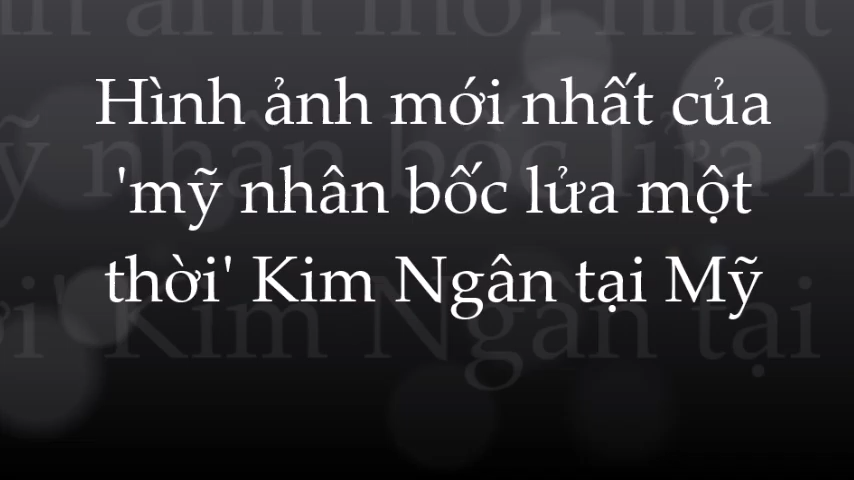 Hình ảnh mới nhất của
'mỹ nhân bốc lửa một
thời' Kim Ngân tại Mỹ